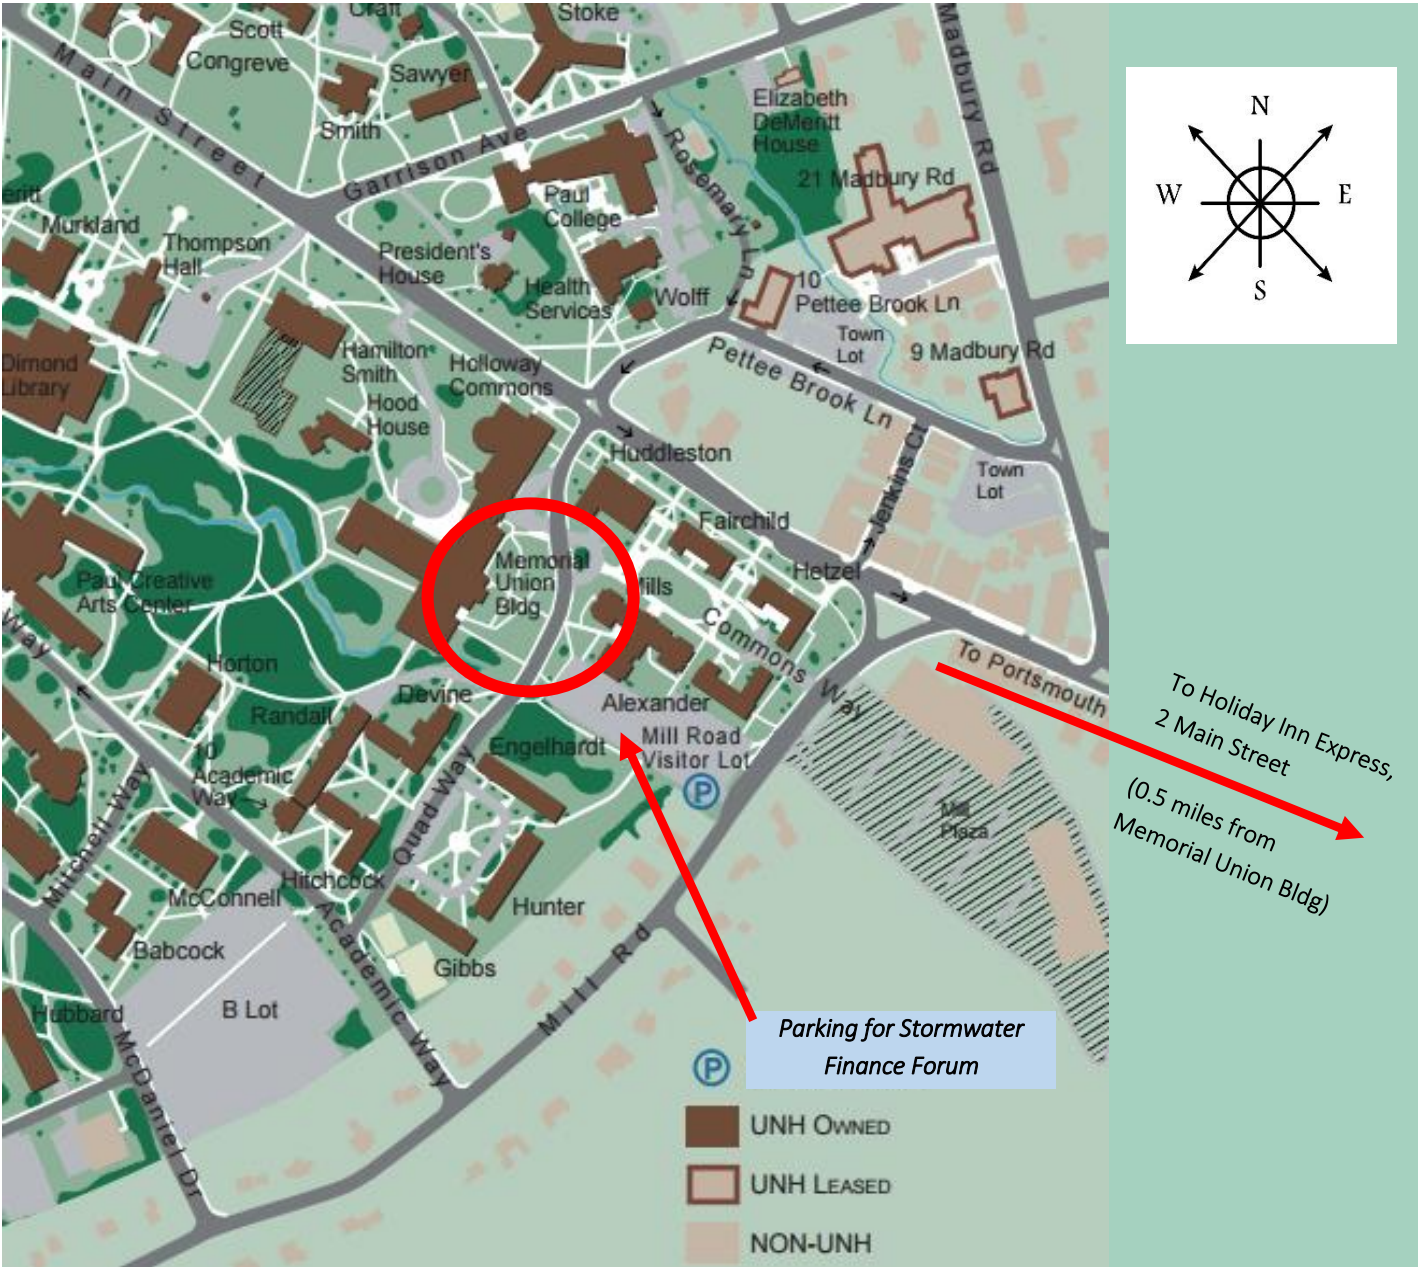 Craft
Stoke
Scott
Congreve
Sawyer
Smith
Main Street
Garrison Ave
Madbury Rd
Elizabeth
DeMeritt
House
Rosemary Ln
21 Madbury Rd
Paul
College
Murkland
Thompson
Hall
President's
House
Health
Services
Wolff
10
Pettee Brook Ln
Town
Lot
9 Madbury Rd
Pettee Brook Ln
Dimond
Library
Hamilton
Smith
Holloway
Commons
Hood
House
Huddleston
Jenkins Ct
Town
Lot
Fairchild
Hetzel
Memorial
Union
Bldg
Mills
Commons Way
Paul Creative
Arts Center
Way
Horton
Devine
Randall
Alexander
Mill Road
Visitor Lot
P
Engelhardt
10
Academic
Way
Quad Way
Mitchell Way
McConnell
Hitchcock
Hunter
Babcock
Gibbs
Academic Way
Mill Rd
Hubbard
B Lot
McDaniel Dr
Mill
Plaza
To Portsmouth
N
W
E
S
To Holiday Inn Express,
2 Main Street
(0.5 miles from
Memorial Union Bldg)
Parking for Stormwater
Finance Forum
P
UNH OWNED
UNH LEASED
NON-UNH